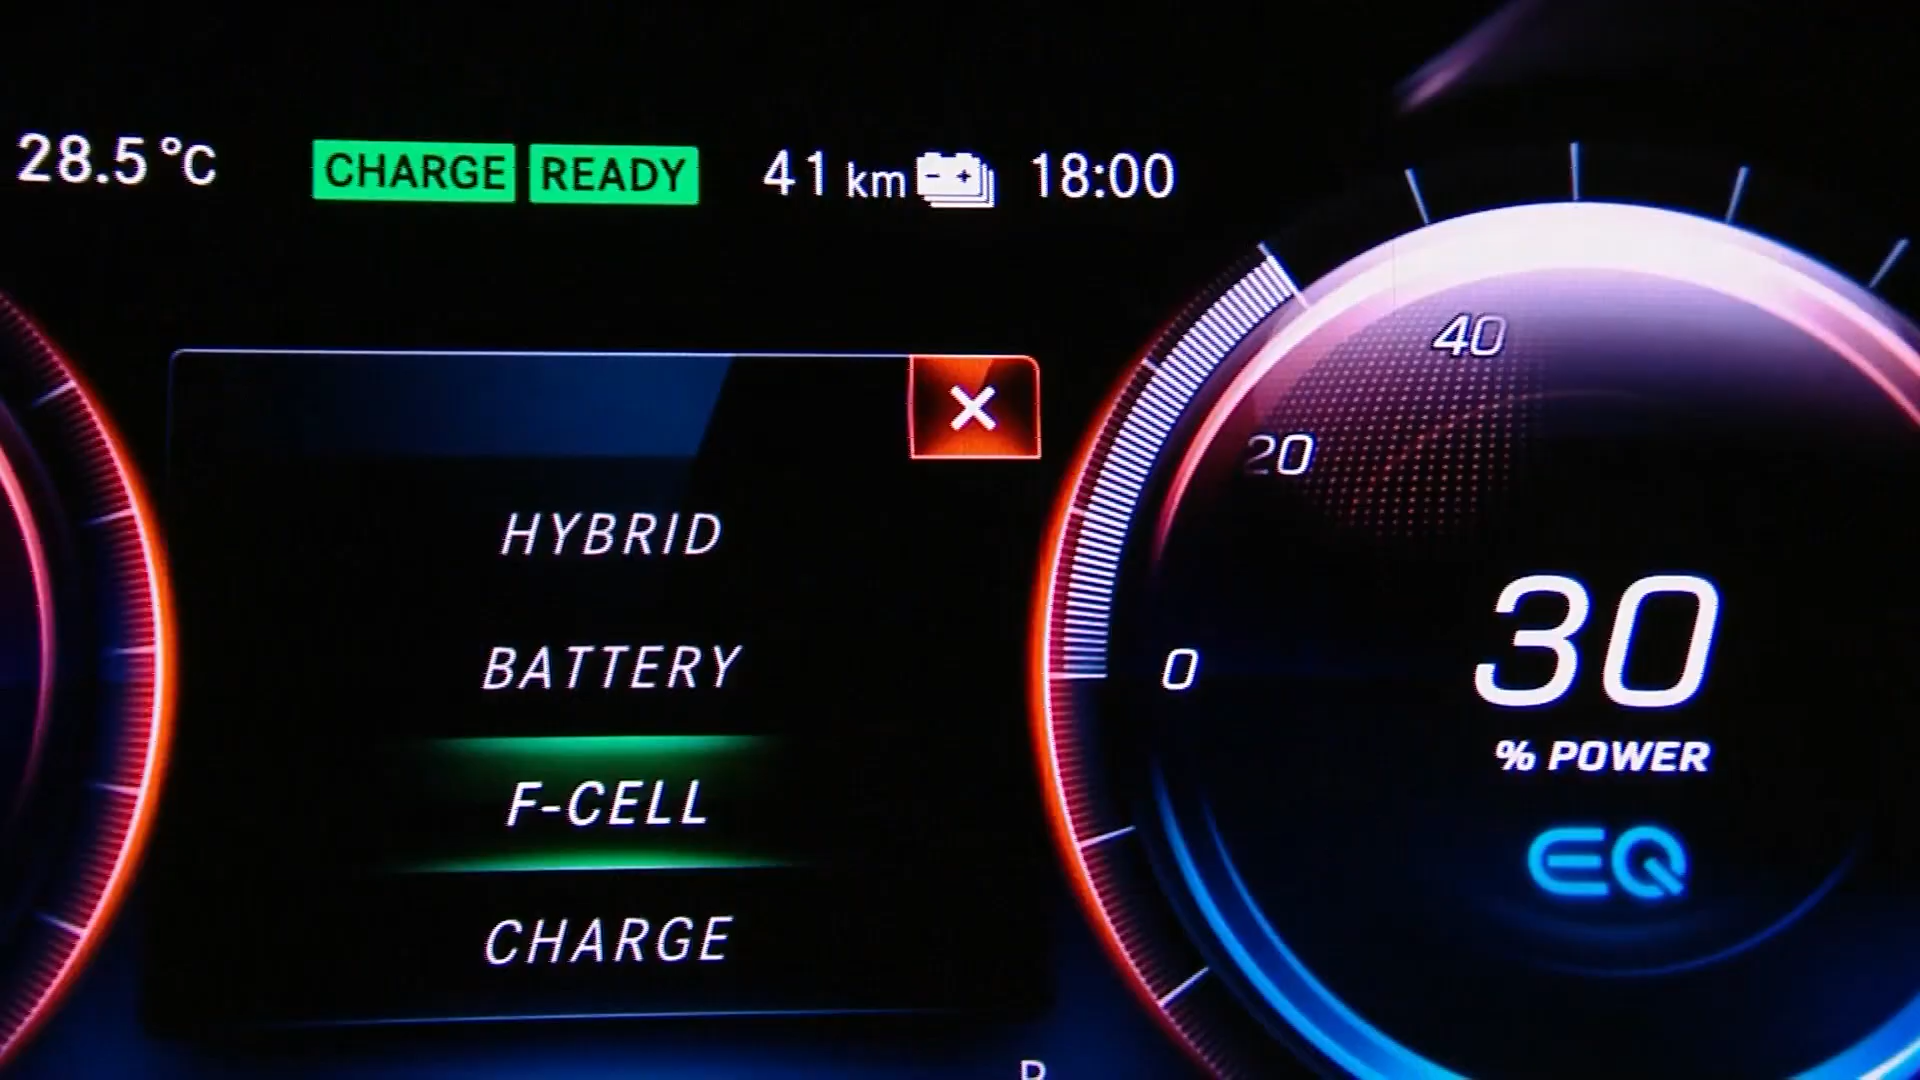 28.5 °C CHARGE READY 41 km 18:00
HYBRID
BATTERY
F-CELL
CHARGE
40
20
0
30
% POWER
EQ